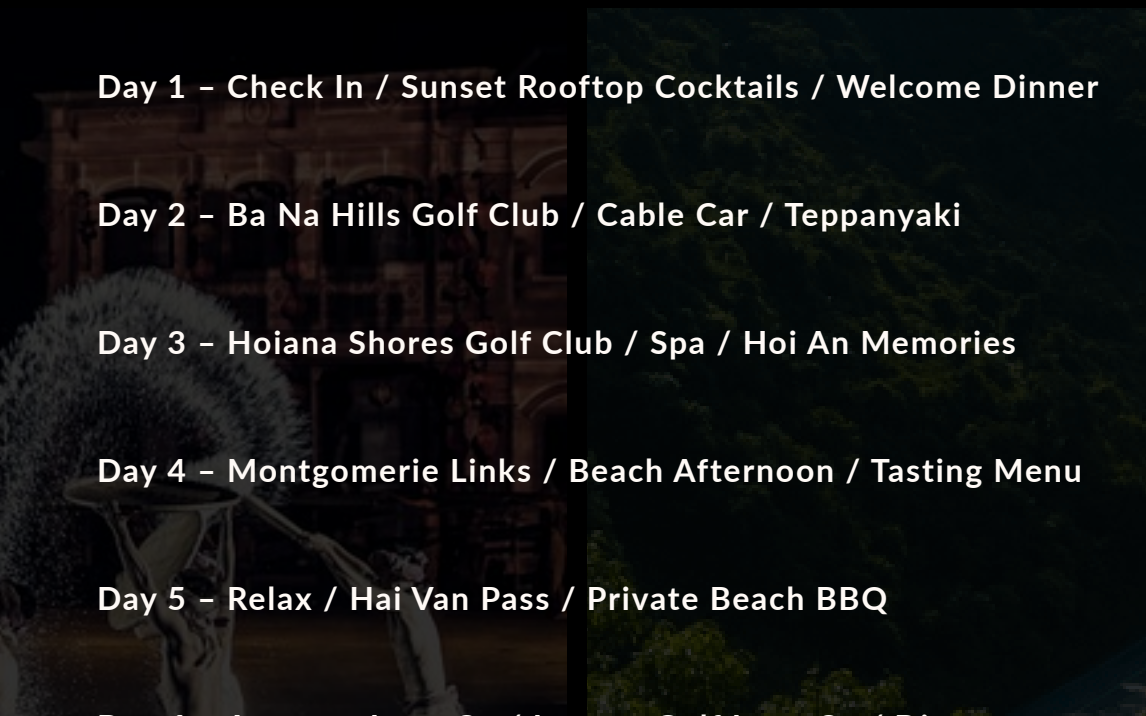 Day 1 – Check In / Sunset Rooftop Cocktails / Welcome Dinner
Day 2 – Ba Na Hills Golf Club / Cable Car / Teppanyaki
Day 3 – Hoiana Shores Golf Club / Spa / Hoi An Memories
Day 4 – Montgomerie Links / Beach Afternoon / Tasting Menu
Day 5 – Relax / Hai Van Pass / Private Beach BBQ